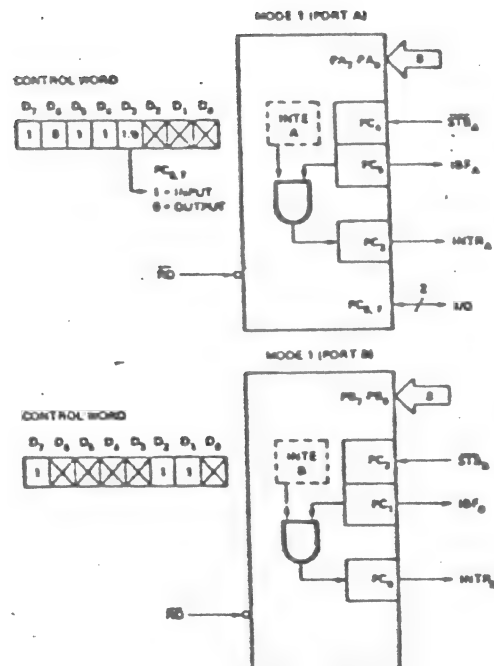 MODE 1 (PORT A)
PA7 PA0
8
CONTROL WORD
D7 D6 D5 D4 D3 D2 D1 D0
1 0 1 1 1/0
PC6, 7
1 = INPUT
0 = OUTPUT
INTE
A
PC4
STBA
PC5
IBFA
PC3
INTRA
RD
PC6, 7
2
I/O
MODE 1 (PORT B)
PB7 PB0
8
CONTROL WORD
D7 D6 D5 D4 D3 D2 D1 D0
1 1 1
INTE
B
PC2
STBB
PC1
IBFB
PC0
INTRB
RD